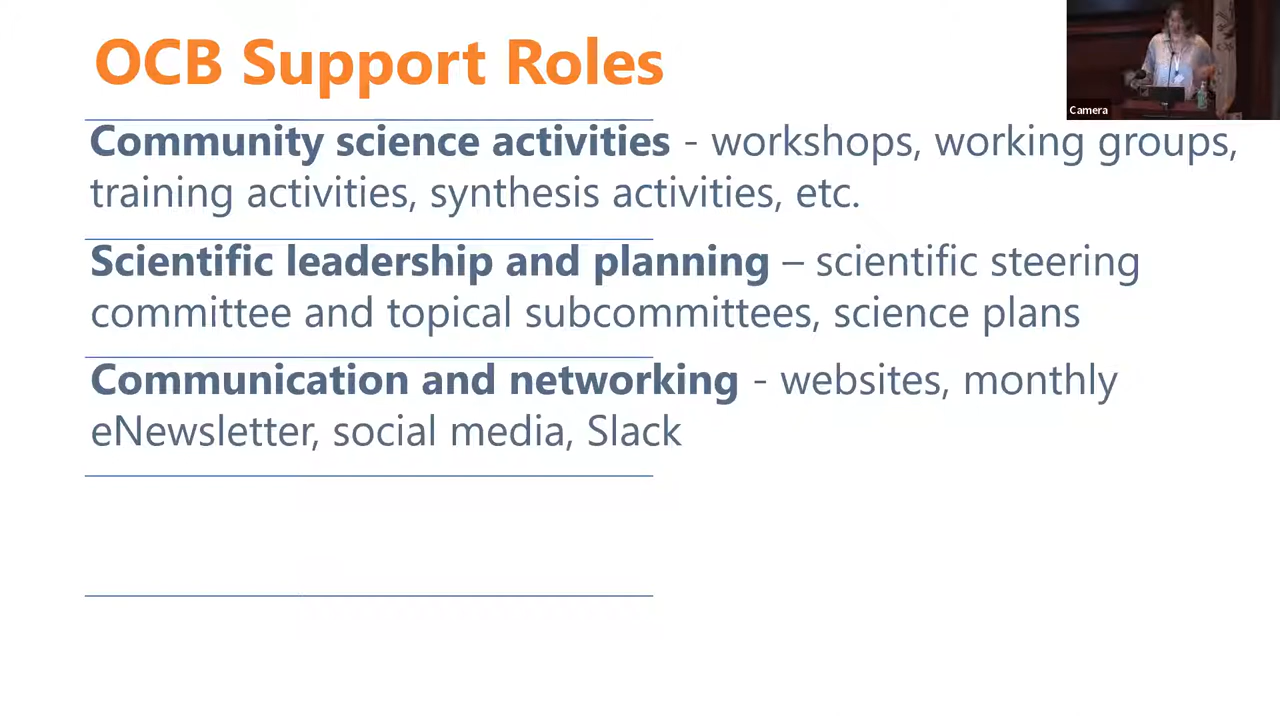 OCB Support Roles
Camera
Community science activities - workshops, working groups,
training activities, synthesis activities, etc.
Scientific leadership and planning – scientific steering
committee and topical subcommittees, science plans
Communication and networking - websites, monthly
eNewsletter, social media, Slack